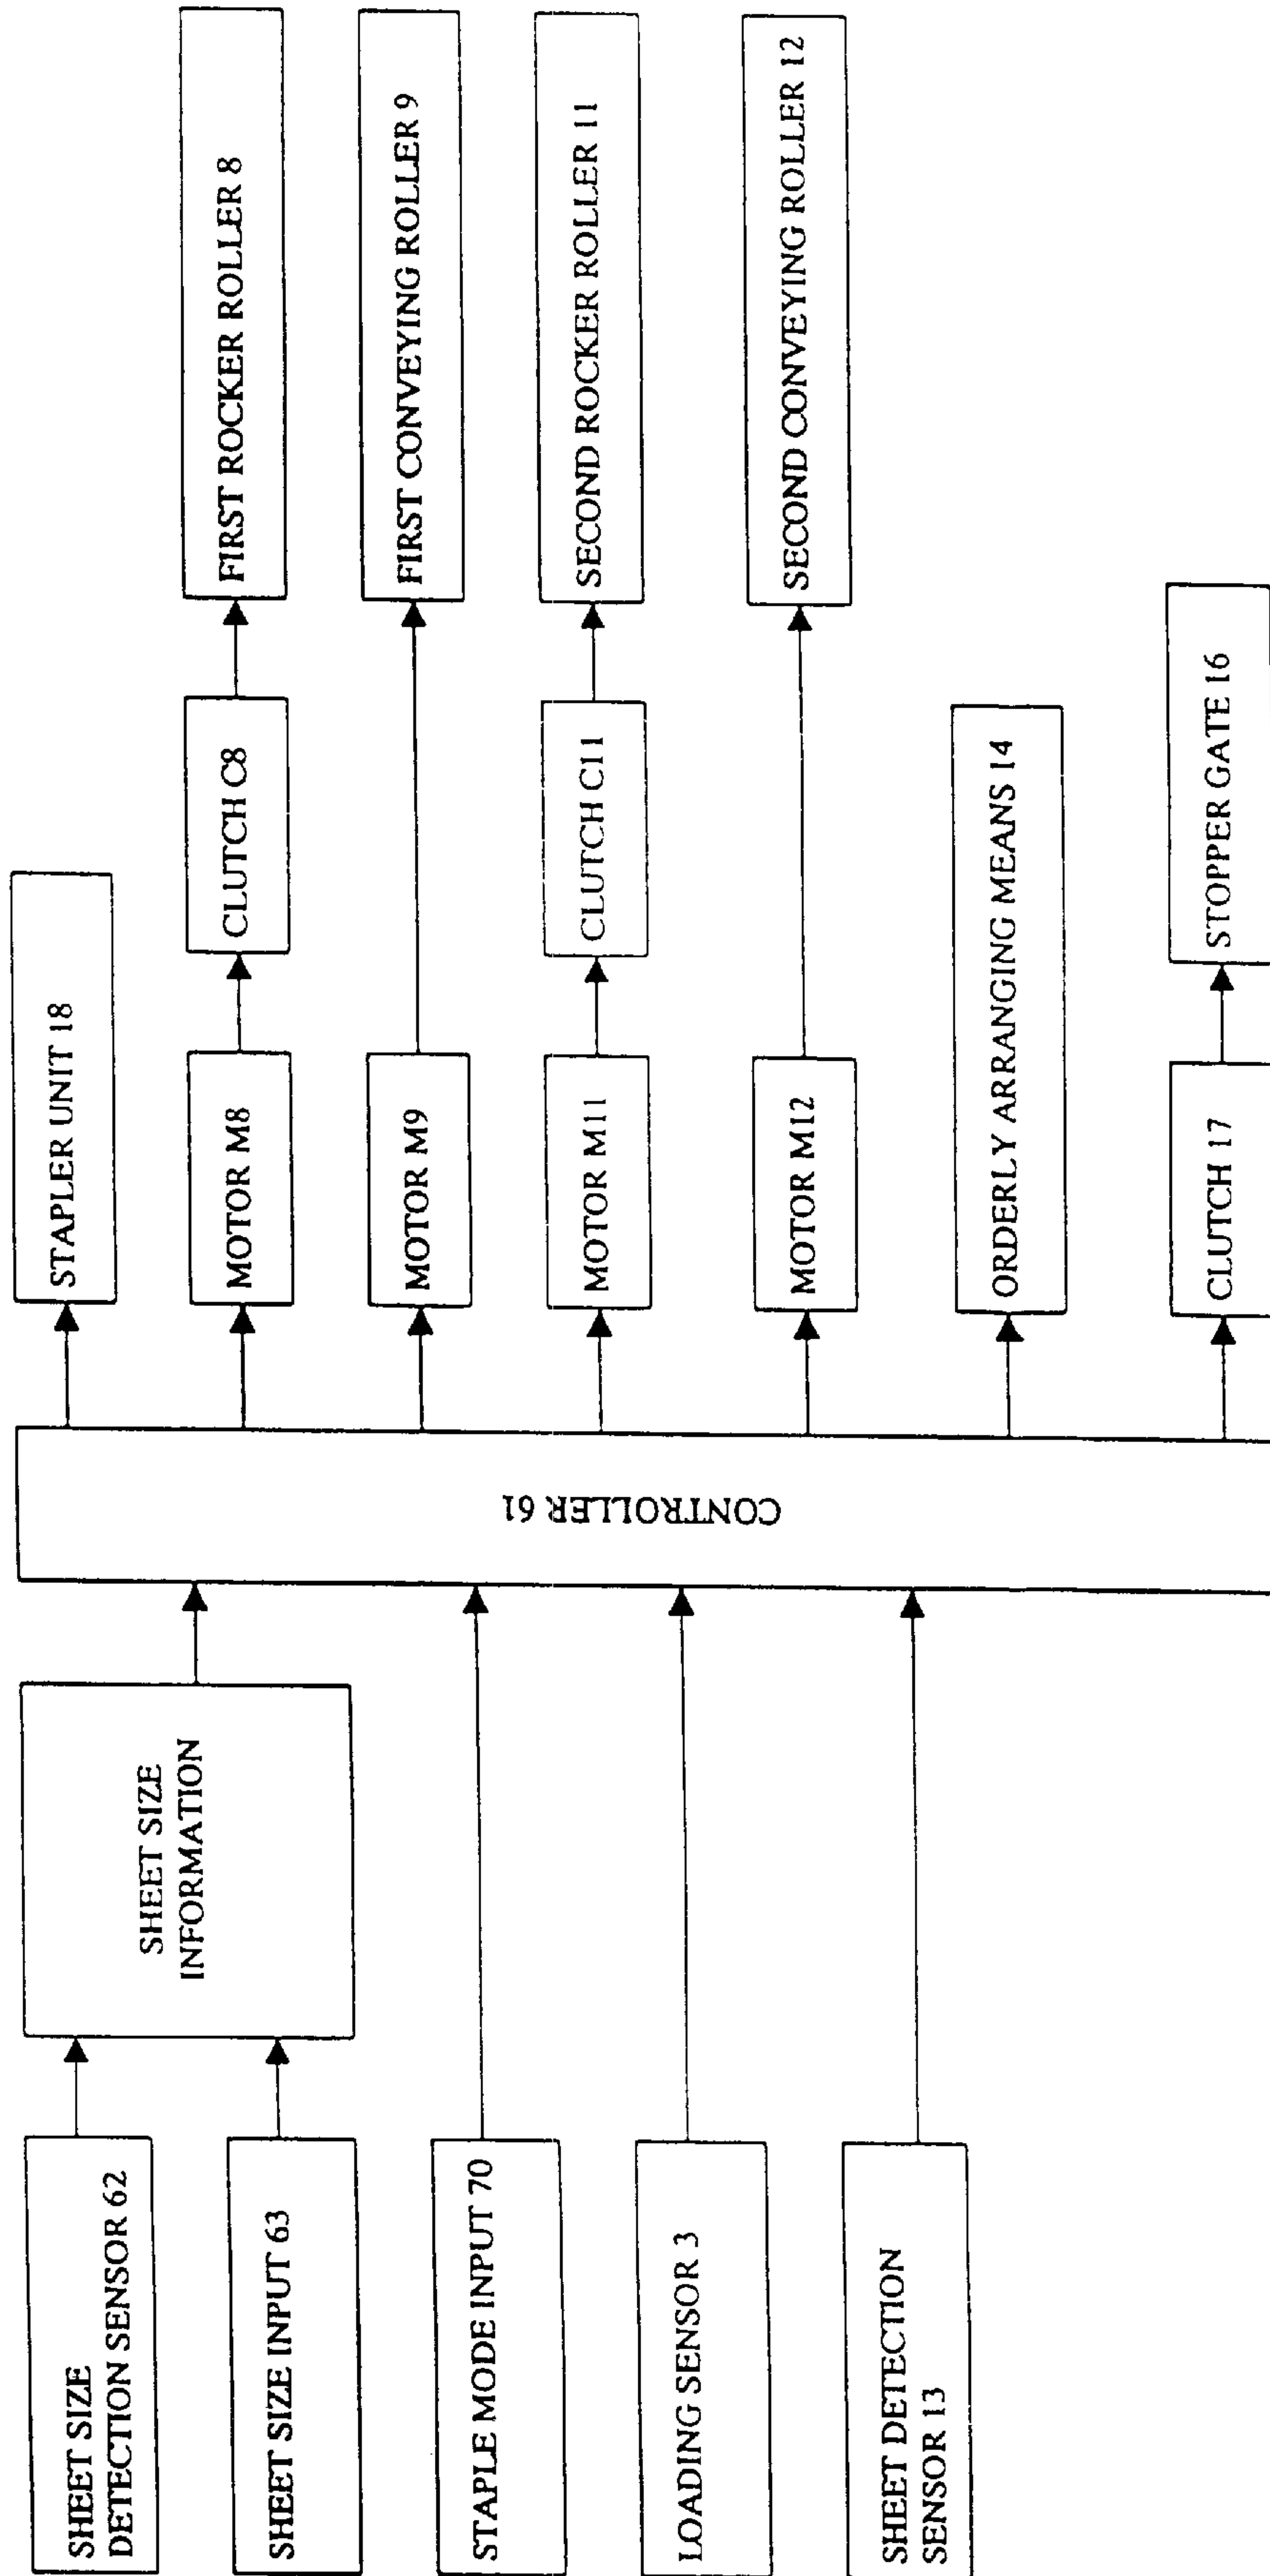 SHEET SIZE
DETECTION SENSOR 62
SHEET SIZE INPUT 63
STAPLE MODE INPUT 70
LOADING SENSOR 3
SHEET DETECTION
SENSOR 13
SHEET SIZE
INFORMATION
CONTROLLER 61
STAPLER UNIT 18
MOTOR M8
CLUTCH C8
FIRST ROCKER ROLLER 8
MOTOR M9
FIRST CONVEYING ROLLER 9
MOTOR M11
CLUTCH C11
SECOND ROCKER ROLLER 11
MOTOR M12
SECOND CONVEYING ROLLER 12
ORDERLY ARRANGING MEANS 14
CLUTCH 17
STOPPER GATE 16